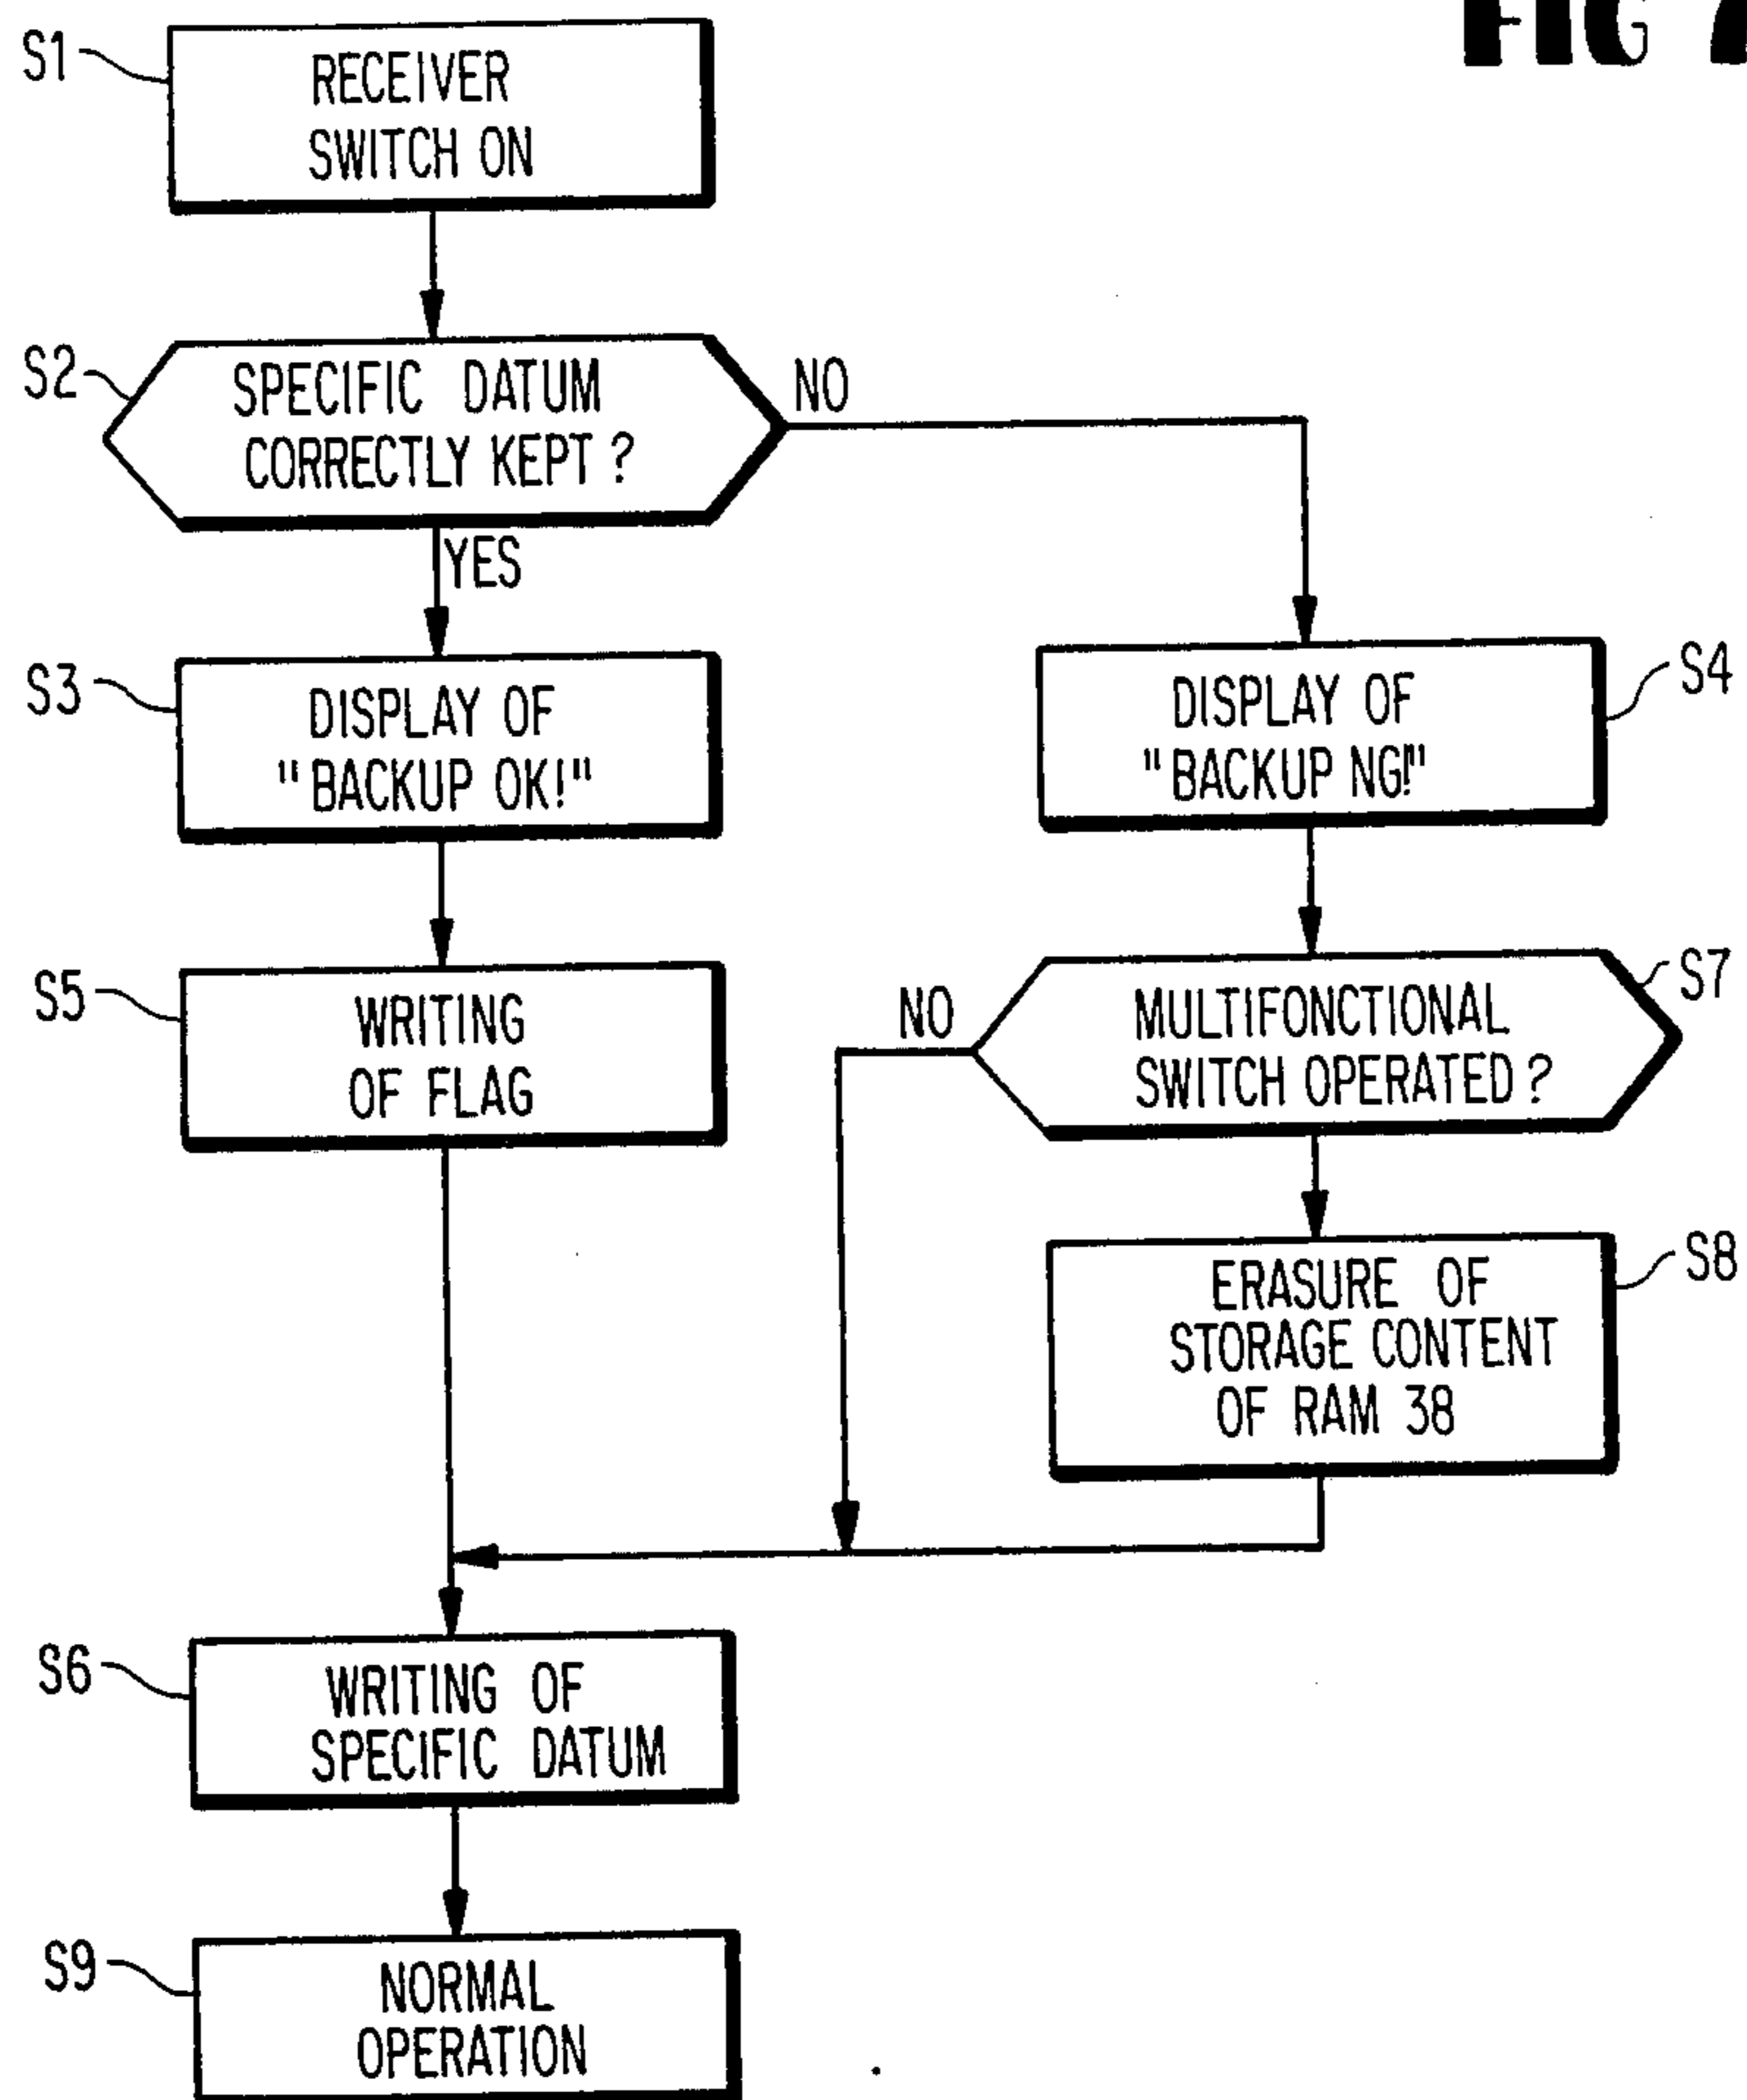 FIG
S1
RECEIVER
SWITCH ON
S2
SPECIFIC DATUM
CORRECTLY KEPT ?
NO
YES
S3
DISPLAY OF
"BACKUP OK!"
S4
DISPLAY OF
"BACKUP NG!"
S5
WRITING
OF FLAG
NO
S7
MULTIFONCTIONAL
SWITCH OPERATED ?
S8
ERASURE OF
STORAGE CONTENT
OF RAM 38
S6
WRITING OF
SPECIFIC DATUM
S9
NORMAL
OPERATION